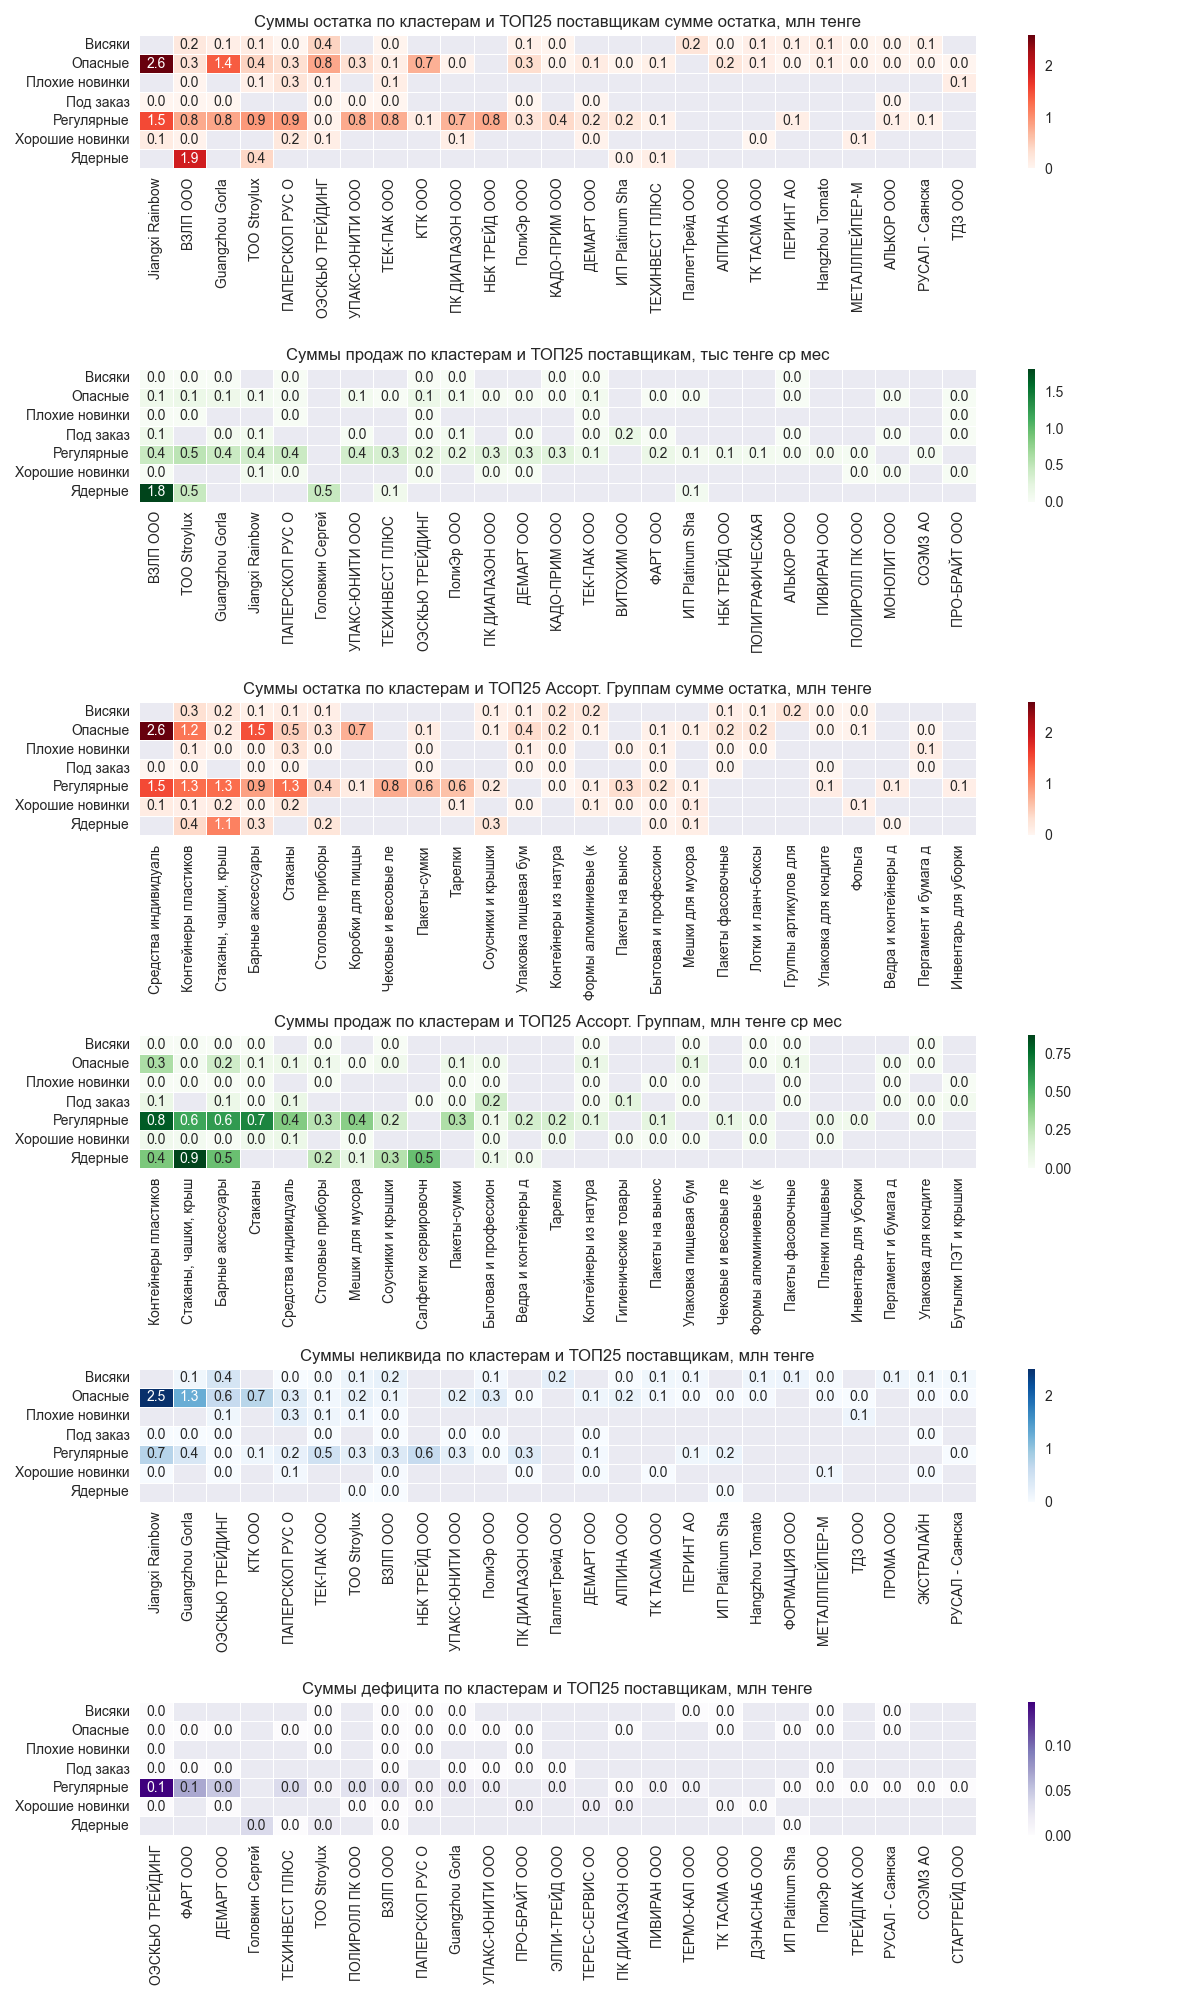 Суммы остатка по кластерам и ТОП25 поставщикам сумме остатка, млн тенге
Висяки 0.2 0.1 0.1 0.0 0.4 0.0 0.1 0.0 0.2 0.0 0.1 0.1 0.1 0.0 0.0 0.1
Опасные 2.6 0.3 1.4 0.4 0.3 0.8 0.3 0.1 0.7 0.0 0.3 0.0 0.1 0.0 0.1 0.2 0.1 0.0 0.1 0.0 0.0 0.0 0.0
Плохие новинки 0.0 0.1 0.3 0.1 0.1 0.1
Под заказ 0.0 0.0 0.0 0.0 0.0 0.0 0.0 0.0 0.0
Регулярные 1.5 0.8 0.8 0.9 0.9 0.0 0.8 0.8 0.1 0.7 0.8 0.3 0.4 0.2 0.2 0.1 0.1 0.1 0.1
Хорошие новинки 0.1 0.0 0.2 0.1 0.1 0.0 0.0 0.1
Ядерные 1.9 0.4 0.0 0.1
2
1
0
Jiangxi Rainbow
ВЗЛП ООО
Guangzhou Gorla
ТОО Stroylux
ПАПЕРСКОП РУС О
ОЭСКЬЮ ТРЕЙДИНГ
УПАКС-ЮНИТИ ООО
ТЕК-ПАК ООО
КТК ООО
ПК ДИАПАЗОН ООО
НБК ТРЕЙД ООО
ПолиЭр ООО
КАДО-ПРИМ ООО
ДЕМАРТ ООО
ИП Platinum Sha
ТЕХИНВЕСТ ПЛЮС
ПаллетТрейд ООО
АЛПИНА ООО
ТК ТАСМА ООО
ПЕРИНТ АО
Hangzhou Tomato
МЕТАЛЛПЕЙПЕР-М
АЛЬКОР ООО
РУСАЛ - Саянска
ТДЗ ООО
Суммы продаж по кластерам и ТОП25 поставщикам, тыс тенге ср мес
Висяки 0.0 0.0 0.0 0.0 0.0 0.0 0.0 0.0 0.0
Опасные 0.1 0.1 0.1 0.1 0.0 0.1 0.0 0.1 0.1 0.0 0.0 0.0 0.1 0.0 0.0 0.0 0.0 0.0
Плохие новинки 0.0 0.0 0.0 0.0 0.0 0.0
Под заказ 0.1 0.0 0.1 0.0 0.0 0.1 0.0 0.0 0.2 0.0 0.0 0.0 0.0
Регулярные 0.4 0.5 0.4 0.4 0.4 0.4 0.3 0.2 0.2 0.3 0.3 0.3 0.1 0.2 0.1 0.1 0.1 0.0 0.0 0.0 0.0
Хорошие новинки 0.0 0.1 0.0 0.0 0.0 0.0 0.0 0.0 0.0
Ядерные 1.8 0.5 0.5 0.1 0.1
1.5
1.0
0.5
0.0
ВЗЛП ООО
ТОО Stroylux
Guangzhou Gorla
Jiangxi Rainbow
ПАПЕРСКОП РУС О
Головкин Сергей
УПАКС-ЮНИТИ ООО
ТЕХИНВЕСТ ПЛЮС
ОЭСКЬЮ ТРЕЙДИНГ
ПолиЭр ООО
ПК ДИАПАЗОН ООО
ДЕМАРТ ООО
КАДО-ПРИМ ООО
ТЕК-ПАК ООО
ВИТОХИМ ООО
ФАРТ ООО
ИП Platinum Sha
НБК ТРЕЙД ООО
ПОЛИГРАФИЧЕСКАЯ
АЛЬКОР ООО
ПИВИРАН ООО
ПОЛИРОЛЛ ПК ООО
МОНОЛИТ ООО
СОЭМЗ АО
ПРО-БРАЙТ ООО
Суммы остатка по кластерам и ТОП25 Ассорт. Группам сумме остатка, млн тенге
Висяки 0.3 0.2 0.1 0.1 0.1 0.1 0.1 0.2 0.2 0.1 0.1 0.2 0.0 0.0
Опасные 2.6 1.2 0.2 1.5 0.5 0.3 0.7 0.1 0.1 0.4 0.2 0.1 0.1 0.1 0.2 0.2 0.0 0.1 0.0
Плохие новинки 0.1 0.0 0.0 0.3 0.0 0.0 0.1 0.0 0.0 0.1 0.0 0.0 0.1
Под заказ 0.0 0.0 0.0 0.0 0.0 0.0 0.0 0.0 0.0 0.0 0.0
Регулярные 1.5 1.3 1.3 0.9 1.3 0.4 0.1 0.8 0.6 0.6 0.2 0.0 0.1 0.3 0.2 0.1 0.1 0.1 0.1
Хорошие новинки 0.1 0.1 0.2 0.0 0.2 0.1 0.0 0.1 0.0 0.0 0.1 0.1
Ядерные 0.4 1.1 0.3 0.2 0.3 0.0 0.1 0.0
2
1
0
Средства индивидуаль
Контейнеры пластиков
Стаканы, чашки, крыш
Барные аксессуары
Стаканы
Столовые приборы
Коробки для пиццы
Чековые и весовые ле
Пакеты-сумки
Тарелки
Соусники и крышки
Упаковка пищевая бум
Контейнеры из натура
Формы алюминиевые (к
Пакеты на вынос
Бытовая и профессион
Мешки для мусора
Пакеты фасовочные
Лотки и ланч-боксы
Группы артикулов для
Упаковка для кондите
Фольга
Ведра и контейнеры д
Пергамент и бумага д
Инвентарь для уборки
Суммы продаж по кластерам и ТОП25 Ассорт. Группам, млн тенге ср мес
Висяки 0.0 0.0 0.0 0.0 0.0 0.0 0.0 0.0 0.0 0.0 0.0
Опасные 0.3 0.0 0.2 0.1 0.1 0.1 0.0 0.0 0.1 0.0 0.1 0.1 0.0 0.1 0.0 0.0
Плохие новинки 0.0 0.0 0.0 0.0 0.0 0.0 0.0 0.0 0.0 0.0 0.0 0.0
Под заказ 0.1 0.1 0.0 0.1 0.0 0.0 0.2 0.1 0.0 0.0 0.0 0.0 0.0
Регулярные 0.8 0.6 0.6 0.7 0.4 0.3 0.4 0.2 0.3 0.1 0.2 0.2 0.1 0.1 0.1 0.0 0.0 0.0 0.0
Хорошие новинки 0.0 0.0 0.0 0.0 0.1 0.0 0.0 0.0 0.0 0.0 0.0 0.0 0.0
Ядерные 0.4 0.9 0.5 0.2 0.1 0.3 0.5 0.1 0.0
0.75
0.50
0.25
0.00
Контейнеры пластиков
Стаканы, чашки, крыш
Барные аксессуары
Стаканы
Средства индивидуаль
Столовые приборы
Мешки для мусора
Соусники и крышки
Салфетки сервировочн
Пакеты-сумки
Бытовая и профессион
Ведра и контейнеры д
Тарелки
Контейнеры из натура
Гигиенические товары
Пакеты на вынос
Упаковка пищевая бум
Чековые и весовые ле
Формы алюминиевые (к
Пакеты фасовочные
Пленки пищевые
Инвентарь для уборки
Пергамент и бумага д
Упаковка для кондите
Бутылки ПЭТ и крышки
Суммы неликвида по кластерам и ТОП25 поставщикам, млн тенге
Висяки 0.1 0.4 0.0 0.0 0.1 0.2 0.1 0.2 0.0 0.1 0.1 0.1 0.1 0.0 0.1 0.1 0.1
Опасные 2.5 1.3 0.6 0.7 0.3 0.1 0.2 0.1 0.2 0.3 0.0 0.1 0.2 0.1 0.0 0.0 0.0 0.0 0.0 0.0 0.0
Плохие новинки 0.1 0.3 0.1 0.1 0.0 0.1
Под заказ 0.0 0.0 0.0 0.0 0.0 0.0 0.0 0.0 0.0
Регулярные 0.7 0.4 0.0 0.1 0.2 0.5 0.3 0.3 0.6 0.3 0.0 0.3 0.1 0.1 0.2 0.0
Хорошие новинки 0.0 0.0 0.1 0.0 0.0 0.0 0.0 0.1 0.0
Ядерные 0.0 0.0 0.0
2
1
0
Jiangxi Rainbow
Guangzhou Gorla
ОЭСКЬЮ ТРЕЙДИНГ
КТК ООО
ПАПЕРСКОП РУС О
ТЕК-ПАК ООО
ТОО Stroylux
ВЗЛП ООО
НБК ТРЕЙД ООО
УПАКС-ЮНИТИ ООО
ПолиЭр ООО
ПК ДИАПАЗОН ООО
ПаллетТрейд ООО
ДЕМАРТ ООО
АЛПИНА ООО
ТК ТАСМА ООО
ПЕРИНТ АО
ИП Platinum Sha
Hangzhou Tomato
ФОРМАЦИЯ ООО
МЕТАЛЛПЕЙПЕР-М
ТДЗ ООО
ПРОМА ООО
ЭКСТРАЛАЙН
РУСАЛ - Саянска
Суммы дефицита по кластерам и ТОП25 поставщикам, млн тенге
Висяки 0.0 0.0 0.0 0.0 0.0 0.0 0.0 0.0 0.0
Опасные 0.0 0.0 0.0 0.0 0.0 0.0 0.0 0.0 0.0 0.0 0.0 0.0 0.0 0.0 0.0
Плохие новинки 0.0 0.0 0.0 0.0 0.0
Под заказ 0.0 0.0 0.0 0.0 0.0 0.0 0.0 0.0 0.0
Регулярные 0.1 0.1 0.0 0.0 0.0 0.0 0.0 0.0 0.0 0.0 0.0 0.0 0.0 0.0 0.0 0.0 0.0 0.0 0.0 0.0
Хорошие новинки 0.0 0.0 0.0 0.0 0.0 0.0 0.0 0.0 0.0 0.0
Ядерные 0.0 0.0 0.0 0.0 0.0
0.10
0.05
0.00
ОЭСКЬЮ ТРЕЙДИНГ
ФАРТ ООО
ДЕМАРТ ООО
Головкин Сергей
ТЕХИНВЕСТ ПЛЮС
ТОО Stroylux
ПОЛИРОЛЛ ПК ООО
ВЗЛП ООО
ПАПЕРСКОП РУС О
Guangzhou Gorla
УПАКС-ЮНИТИ ООО
ПРО-БРАЙТ ООО
ЭЛПИ-ТРЕЙД ООО
ТЕРЕС-СЕРВИС ОО
ПК ДИАПАЗОН ООО
ПИВИРАН ООО
ТЕРМО-КАП ООО
ТК ТАСМА ООО
ДЭНАСНАБ ООО
ИП Platinum Sha
ПолиЭр ООО
ТРЕЙДПАК ООО
РУСАЛ - Саянска
СОЭМЗ АО
СТАРТРЕЙД ООО